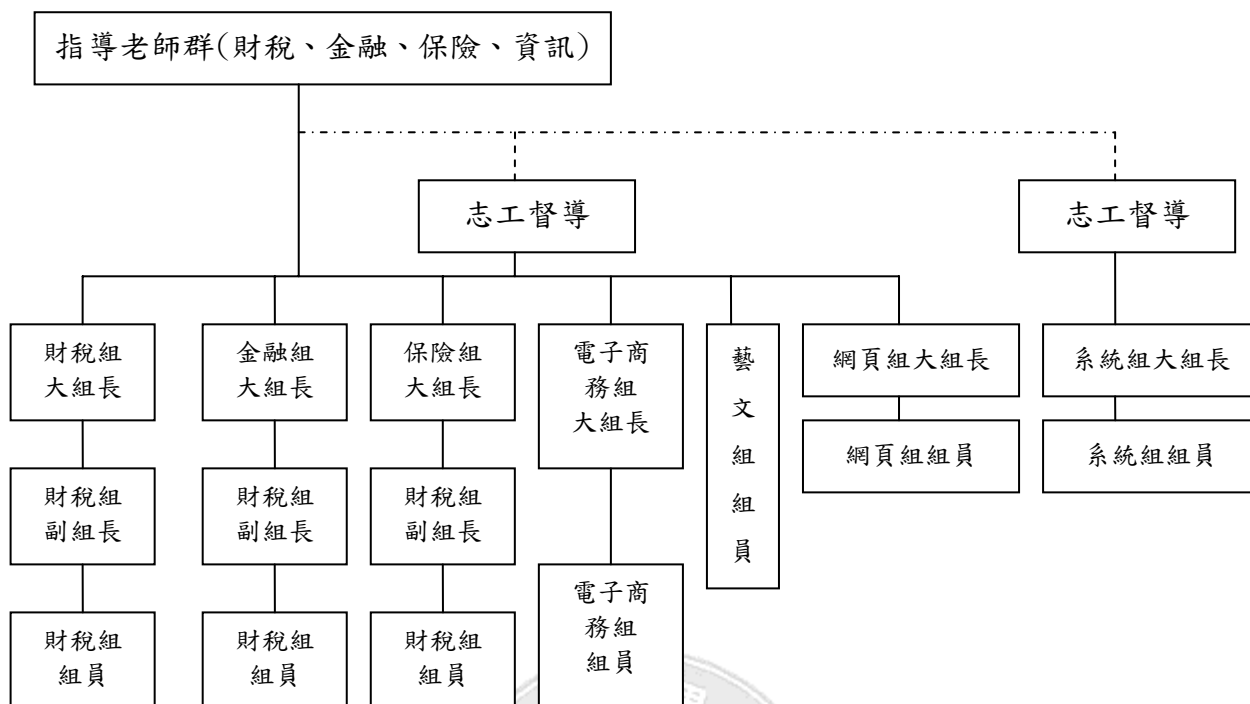 指導老師群(財稅、金融、保險、資訊)
志工督導
志工督導
財稅組
大組長
金融組
大組長
保險組
大組長
電子商
務組
大組長
藝
文
組
組
員
網頁組大組長
系統組大組長
網頁組組員
系統組組員
財稅組
副組長
財稅組
副組長
財稅組
副組長
電子商
務組
組員
財稅組
組員
財稅組
組員
財稅組
組員